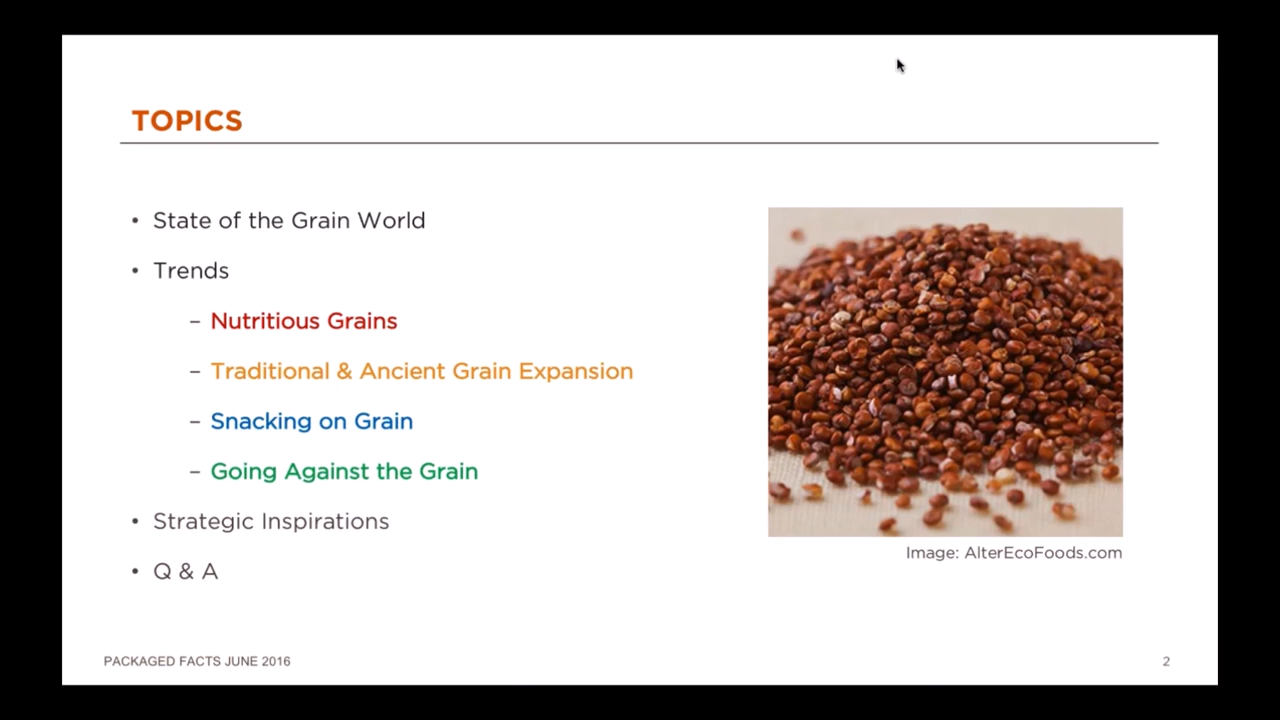 TOPICS
• State of the Grain World
• Trends
– Nutritious Grains
– Traditional & Ancient Grain Expansion
– Snacking on Grain
– Going Against the Grain
• Strategic Inspirations
• Q & A
Image: AlterEcoFoods.com
PACKAGED FACTS JUNE 2016
2